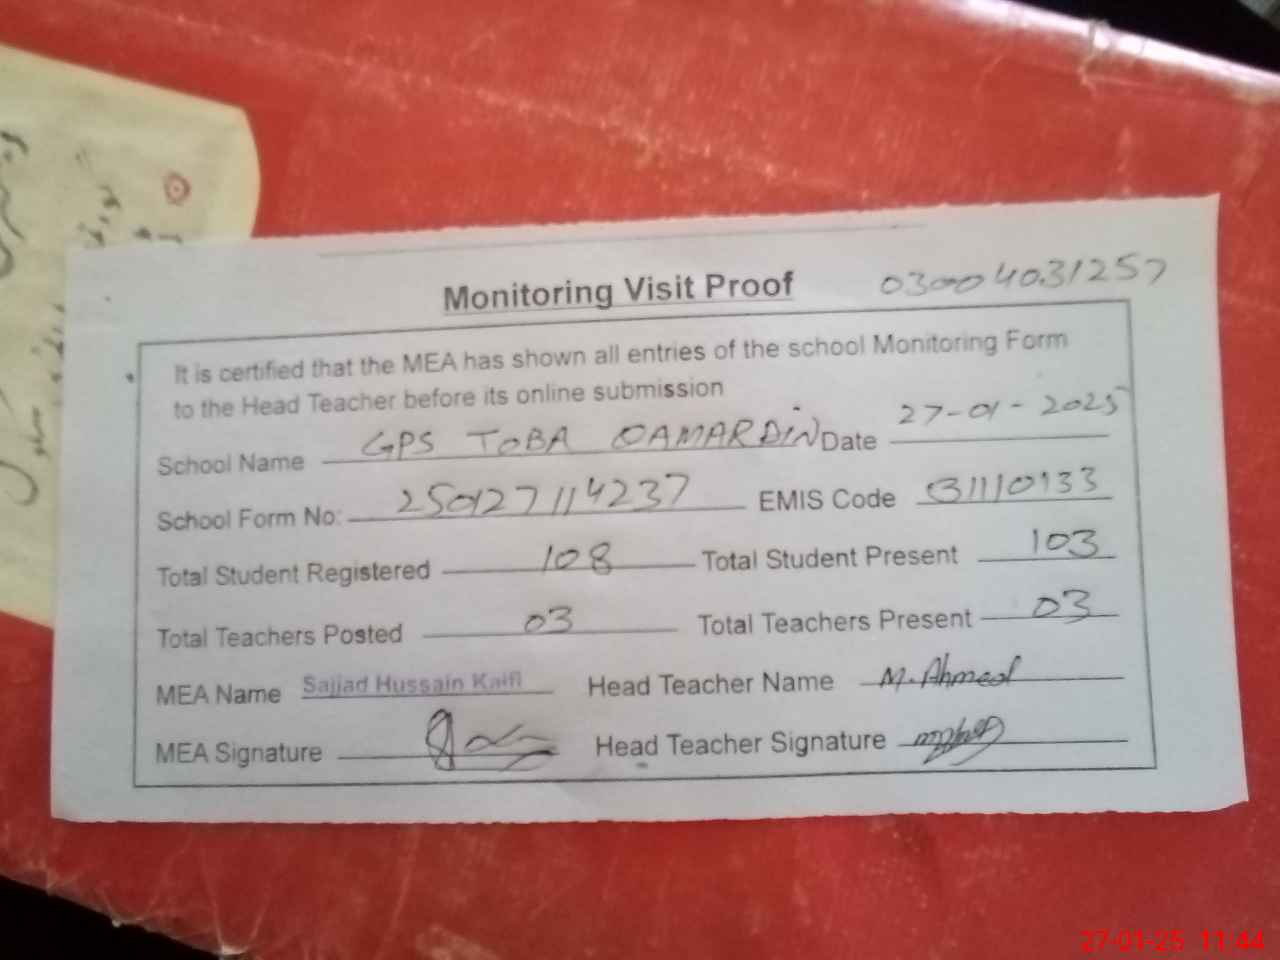 Monitoring Visit Proof 03004031257
It is certified that the MEA has shown all entries of the school Monitoring Form
to the Head Teacher before its online submission
School Name GPS TOBA QAMARDIN Date 27-01-2025
School Form No: 250127114237 EMIS Code 31110133
Total Student Registered 108 Total Student Present 103
Total Teachers Posted 03 Total Teachers Present 03
MEA Name Sajjad Hussain Kaifi Head Teacher Name M. Ahmed
MEA Signature Head Teacher Signature
27-01-25 11:44